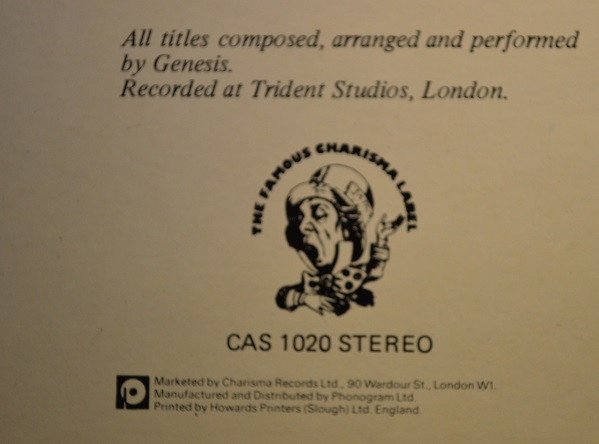 All titles composed, arranged and performed
by Genesis.
Recorded at Trident Studios, London.
THE FAMOUS CHARISMA LABEL
CAS 1020 STEREO
Marketed by Charisma Records Ltd., 90 Wardour St., London W1.
Manufactured and Distributed by Phonogram Ltd.
Printed by Howards Printers (Slough) Ltd. England.